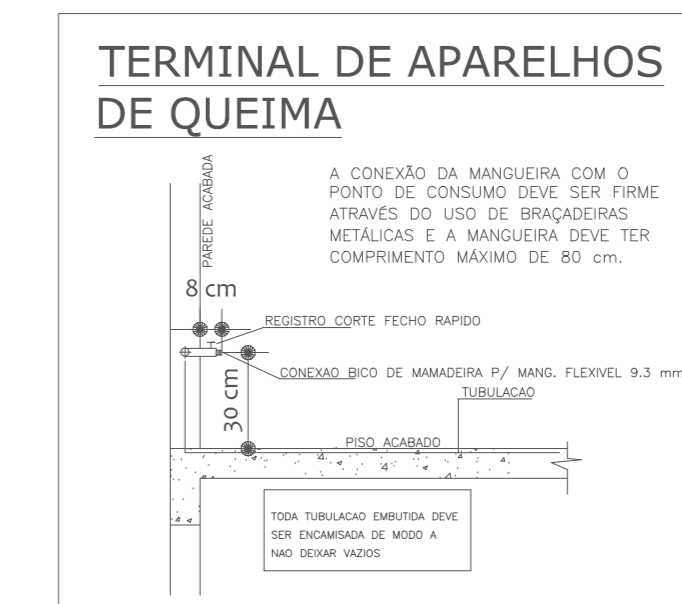 TERMINAL DE APARELHOS
DE QUEIMA
PAREDE ACABADA
A CONEXÃO DA MANGUEIRA COM O
PONTO DE CONSUMO DEVE SER FIRME
ATRAVÉS DO USO DE BRAÇADEIRAS
METÁLICAS E A MANGUEIRA DEVE TER
COMPRIMENTO MÁXIMO DE 80 cm.
8 cm
REGISTRO CORTE FECHO RAPIDO
CONEXAO BICO DE MAMADEIRA P/ MANG. FLEXIVEL 9.3 mm
30 cm
TUBULACAO
PISO ACABADO
TODA TUBULACAO EMBUTIDA DEVE
SER ENCAMISADA DE MODO A
NAO DEIXAR VAZIOS